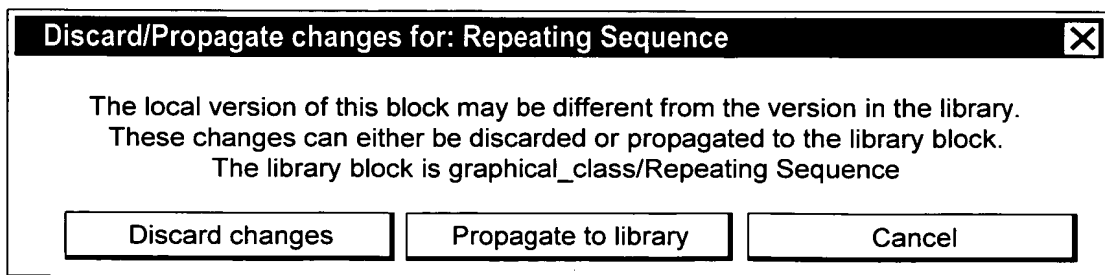 Discard/Propagate changes for: Repeating Sequence
The local version of this block may be different from the version in the library.
These changes can either be discarded or propagated to the library block.
The library block is graphical_class/Repeating Sequence
Discard changes Propagate to library Cancel